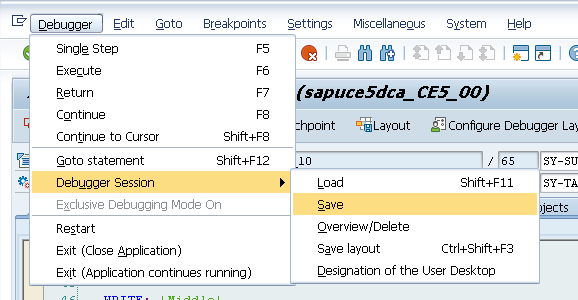 Debugger Edit Goto Breakpoints Settings Miscellaneous System Help
Single Step F5
Execute F6
Return F7
Continue F8
Continue to Cursor Shift+F8
Goto statement Shift+F12
Debugger Session
Exclusive Debugging Mode On
Restart
Exit (Close Application)
Exit (Application continues running)
(sapuce5dca_CE5_00)
chpoint Layout Configure Debugger Lay
10 / 65 SY-SU
SY-TA
Load Shift+F11
Save
Overview/Delete
Save layout Ctrl+Shift+F3
Designation of the User Desktop
bjects
46 WRITE: 'Middle'